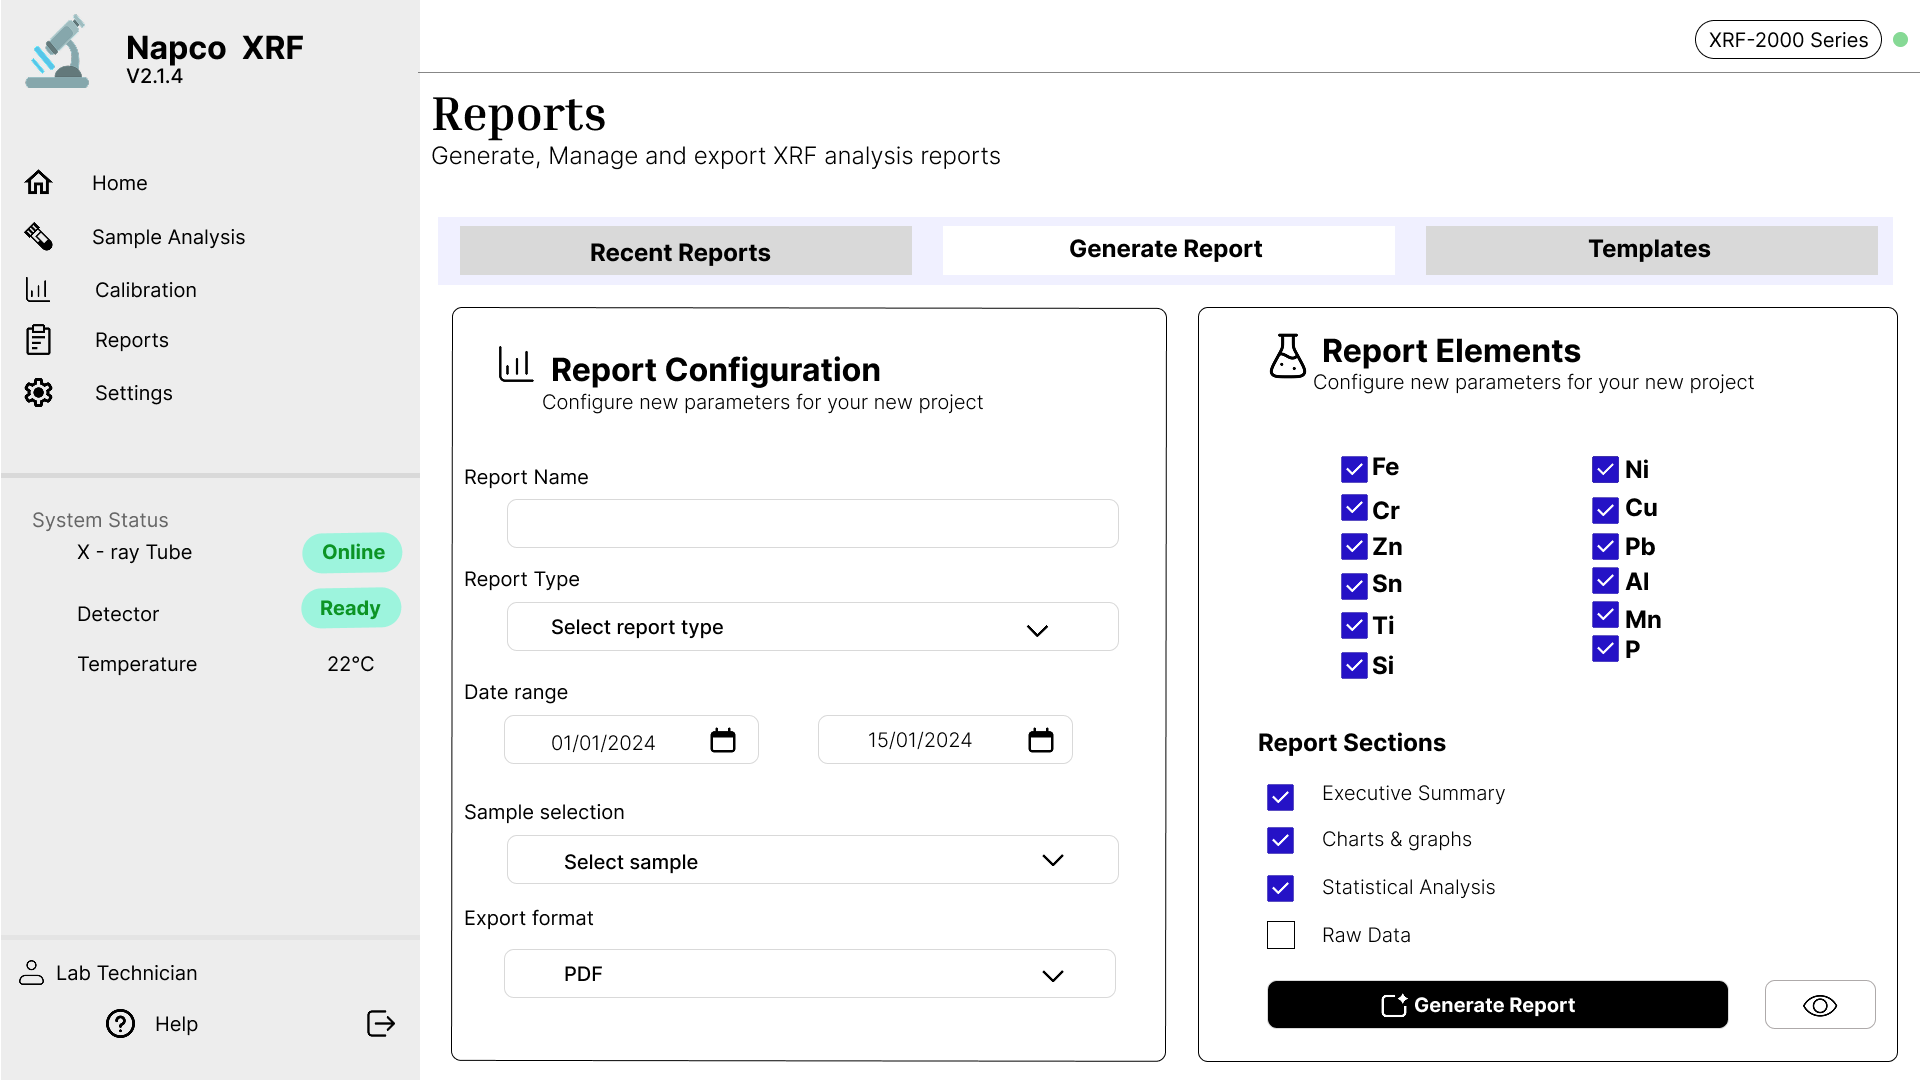 Napco XRF
V2.1.4
Home
Sample Analysis
Calibration
Reports
Settings
System Status
X - ray Tube Online
Detector Ready
Temperature 22°C
Lab Technician
Help
XRF-2000 Series
Reports
Generate, Manage and export XRF analysis reports
Recent Reports Generate Report Templates
Report Configuration
Configure new parameters for your new project
Report Name
Report Type
Select report type
Date range
01/01/2024 15/01/2024
Sample selection
Select sample
Export format
PDF
Report Elements
Configure new parameters for your new project
Fe Ni
Cr Cu
Zn Pb
Sn Al
Ti Mn
Si P
Report Sections
Executive Summary
Charts & graphs
Statistical Analysis
Raw Data
Generate Report